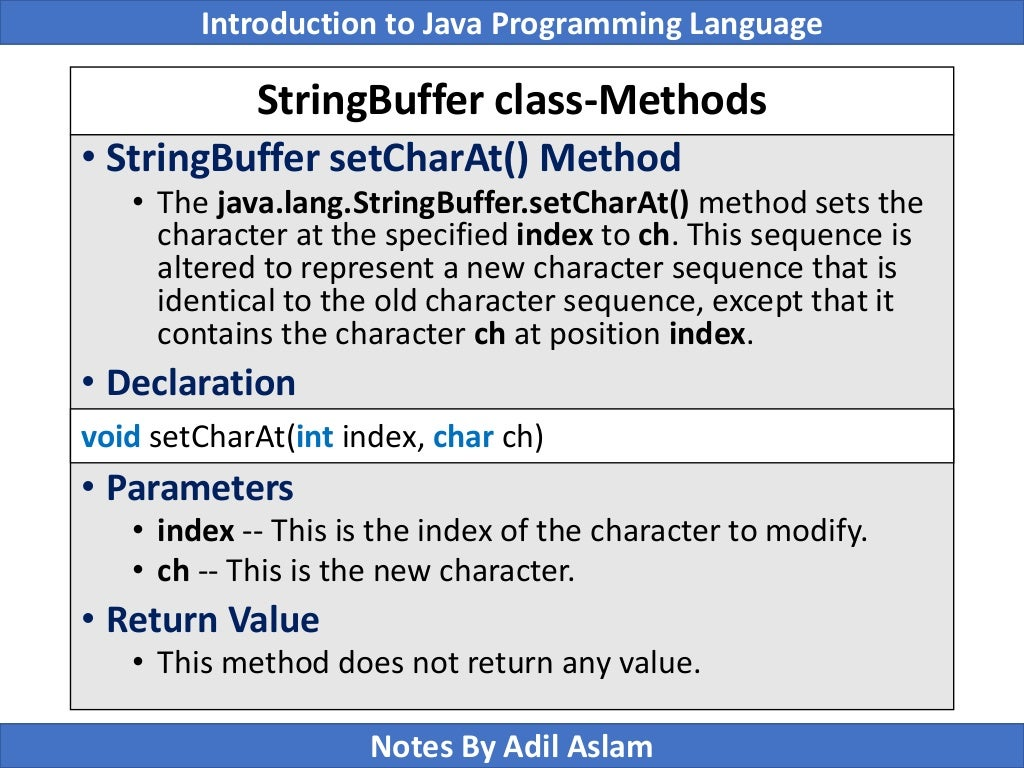 Introduction to Java Programming Language
StringBuffer class-Methods
• StringBuffer setCharAt() Method
• The java.lang.StringBuffer.setCharAt() method sets the
character at the specified index to ch. This sequence is
altered to represent a new character sequence that is
identical to the old character sequence, except that it
contains the character ch at position index.
• Declaration
void setCharAt(int index, char ch)
• Parameters
• index -- This is the index of the character to modify.
• ch -- This is the new character.
• Return Value
• This method does not return any value.
Notes By Adil Aslam